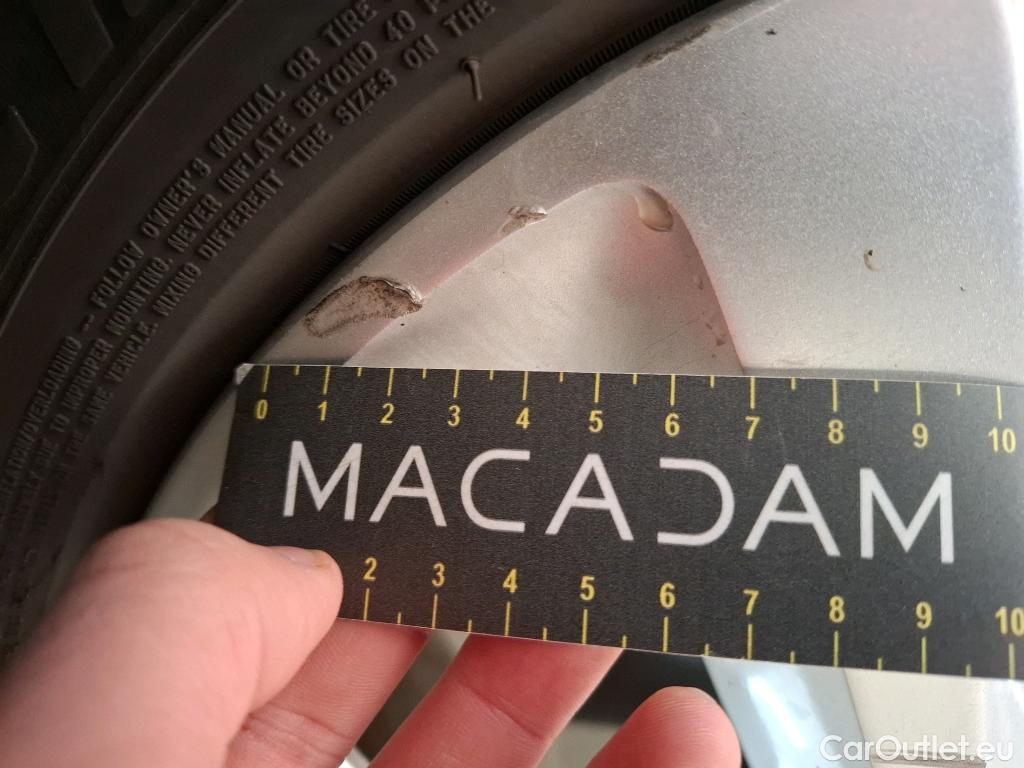 FOLLOW OWNER'S MANUAL OR TIRE
IMPROPER MOUNTING. NEVER INFLATE BEYOND 40
THE SAME VEHICLE. MIXING DIFFERENT TIRE SIZES ON THE
0 1 2 3 4 5 6 7 8 9 10
MACADAM
2 3 4 5 6 7 8 9 10
CarOutlet.eu